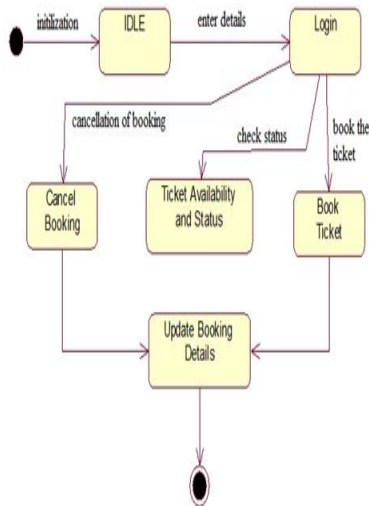 initilization
IDLE
enter details
Login
cancellation of booking
check status
book the
ticket
Cancel
Booking
Ticket Availability
and Status
Book
Ticket
Update Booking
Details